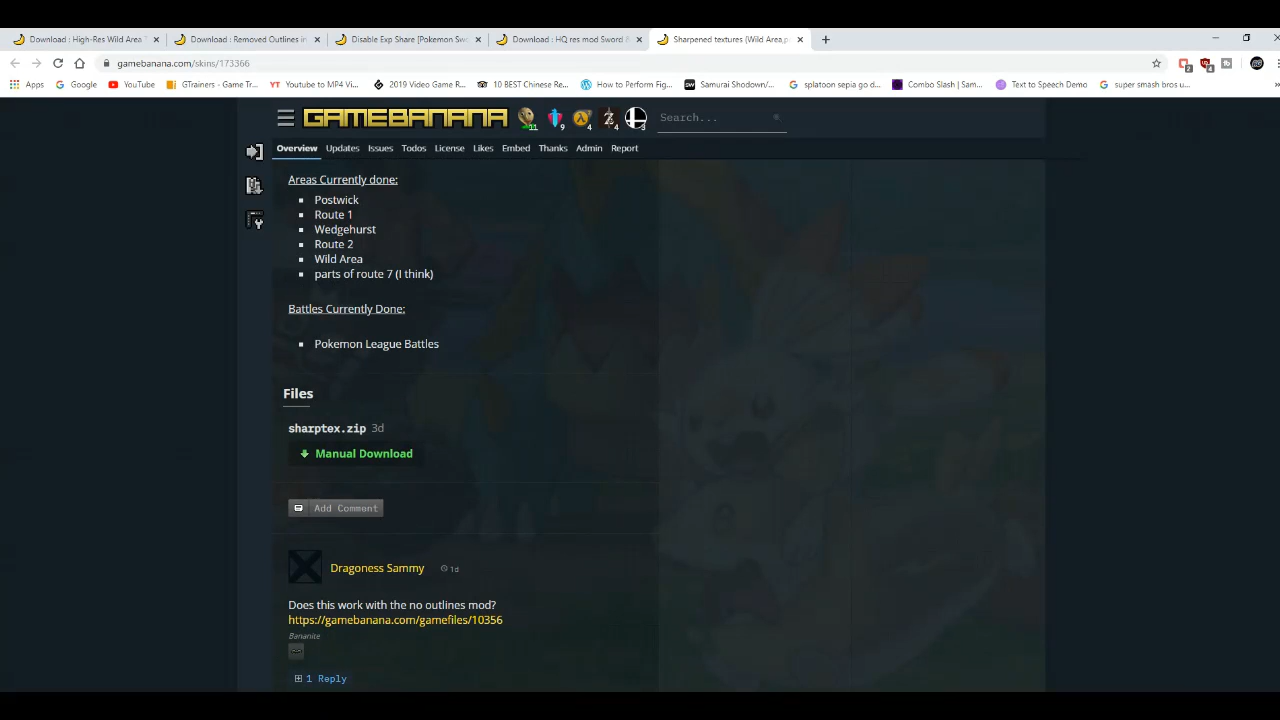 Download : High-Res Wild Area T
Download : Removed Outlines in
Disable Exp Share [Pokemon Swo
Download : HQ res mod Sword &
Sharpened textures (Wild Area,p
gamebanana.com/skins/173366
Apps
Google
YouTube
GTrainers - Game Tr...
Youtube to MP4 Vi...
2019 Video Game R...
10 BEST Chinese Re...
How to Perform Fig...
Samurai Shodown/...
splatoon sepia go d...
Combo Slash | Sam...
Text to Speech Demo
super smash bros u...
GAMEBANANA 11 9 4 4 3 Search...
Overview Updates Issues Todos License Likes Embed Thanks Admin Report
Areas Currently done:
Postwick
Route 1
Wedgehurst
Route 2
Wild Area
parts of route 7 (I think)
Battles Currently Done:
Pokemon League Battles
Files
sharptex.zip 3d
Manual Download
Add Comment
Dragoness Sammy 1d
Does this work with the no outlines mod?
https://gamebanana.com/gamefiles/10356
Bananite
1 Reply